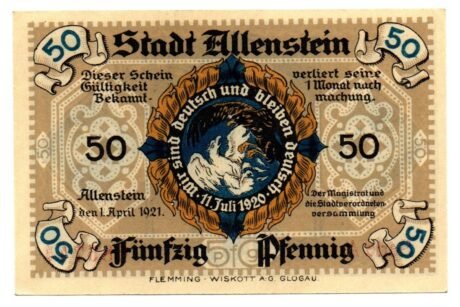 50 Stadt Allenstein 50
Dieser Schein verliert seine
Gültigkeit 1 Monat nach
Bekannt- machung.
Wir sind deutsch und bleiben deutsch
11. Juli 1920
50 50
Allenstein
den 1. April 1921.
Der Magistrat und
die Stadtverordneten-
versammlung
50 Fünfzig Pfennig 50
FLEMMING-WISKOTT A.G. GLOGAU.